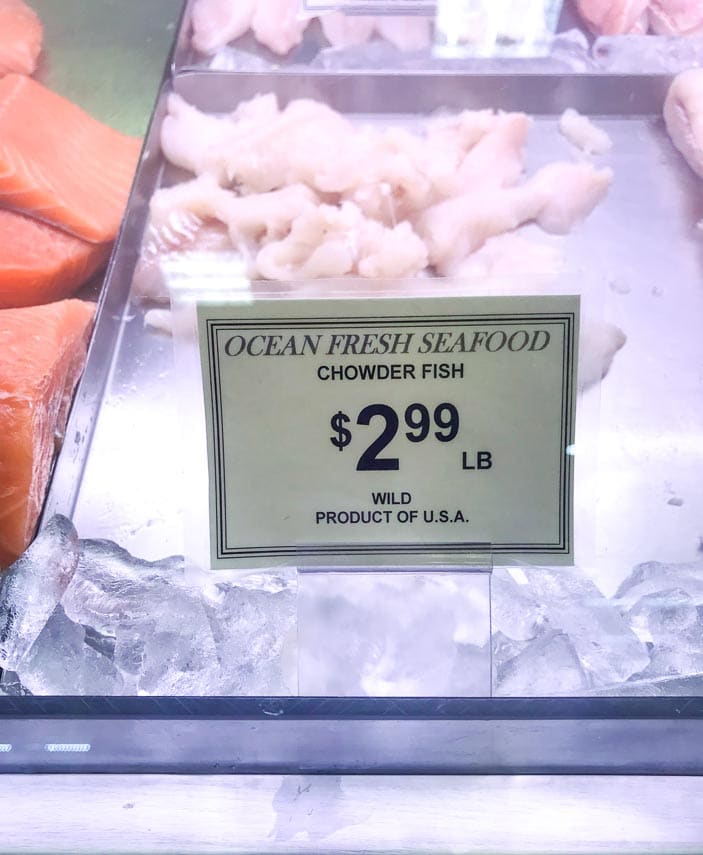 OCEAN FRESH SEAFOOD
CHOWDER FISH
$2.99 LB
WILD
PRODUCT OF U.S.A.